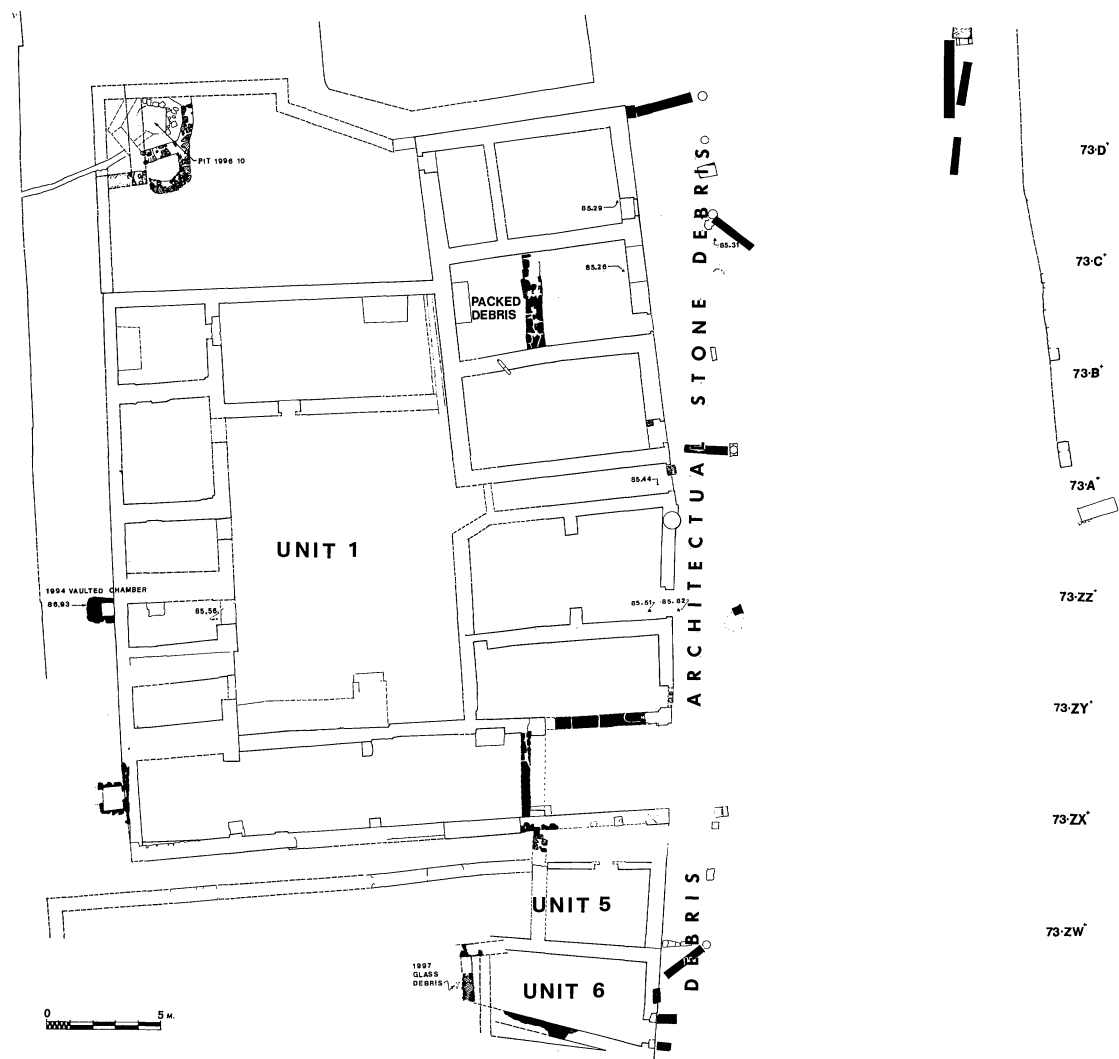 73·D⁺
PIT 1996 10
85.29
85.31
73·C⁺
85.26
PACKED
DEBRIS
73·B⁺
85.44
73·A⁺
UNIT 1
ARCHITECTUAL STONE DEBRIS
1994 VAULTED CHAMBER
86.93
85.56
85.51
85.82
73·ZZ⁺
73·ZY⁺
73·ZX⁺
UNIT 5
73·ZW⁺
DEBRIS
1997
GLASS
DEBRIS
UNIT 6
0 5 M.